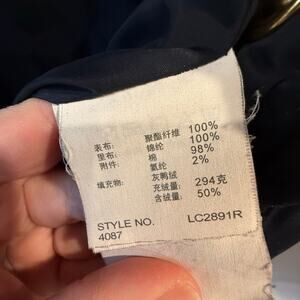 表布: 聚酯纤维 100%
里布: 锦纶 100%
附件: 棉 98%
氨纶 2%
填充物: 灰鸭绒
充绒量: 294克
含绒量: 50%
STYLE NO. LC2891R
4087